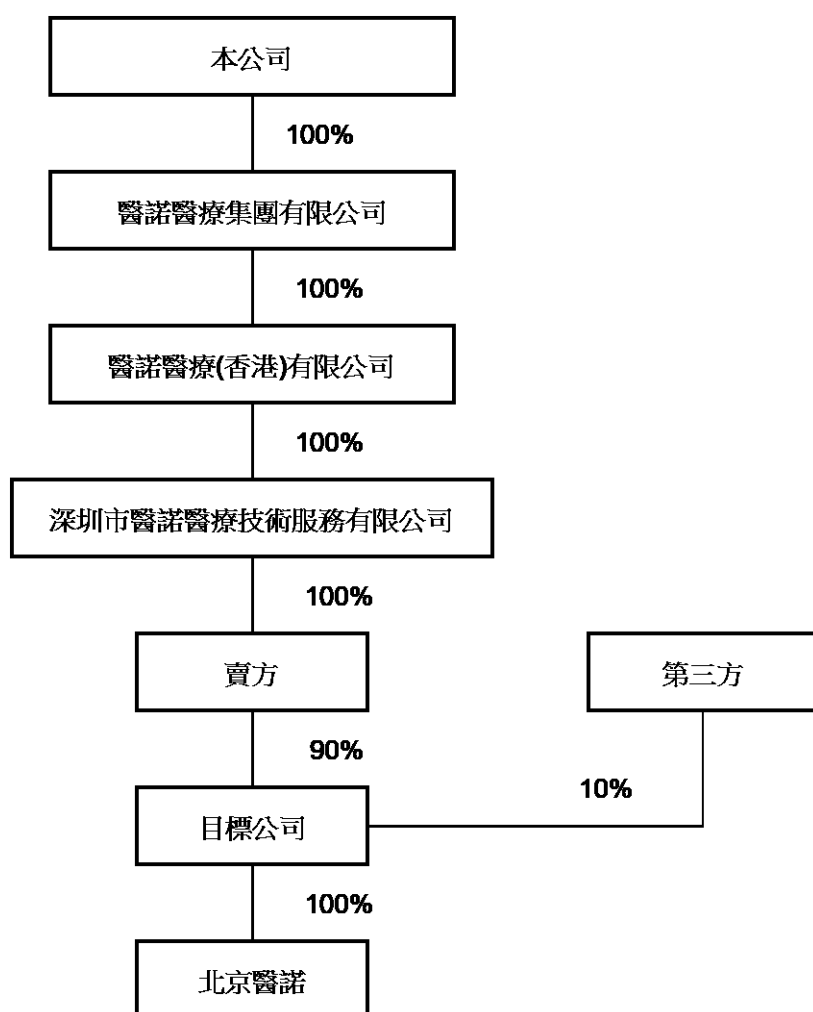 本公司
100%
醫諾醫療集團有限公司
100%
醫諾醫療(香港)有限公司
100%
深圳市醫諾醫療技術服務有限公司
100%
賣方
第三方
90%
10%
目標公司
100%
北京醫諾